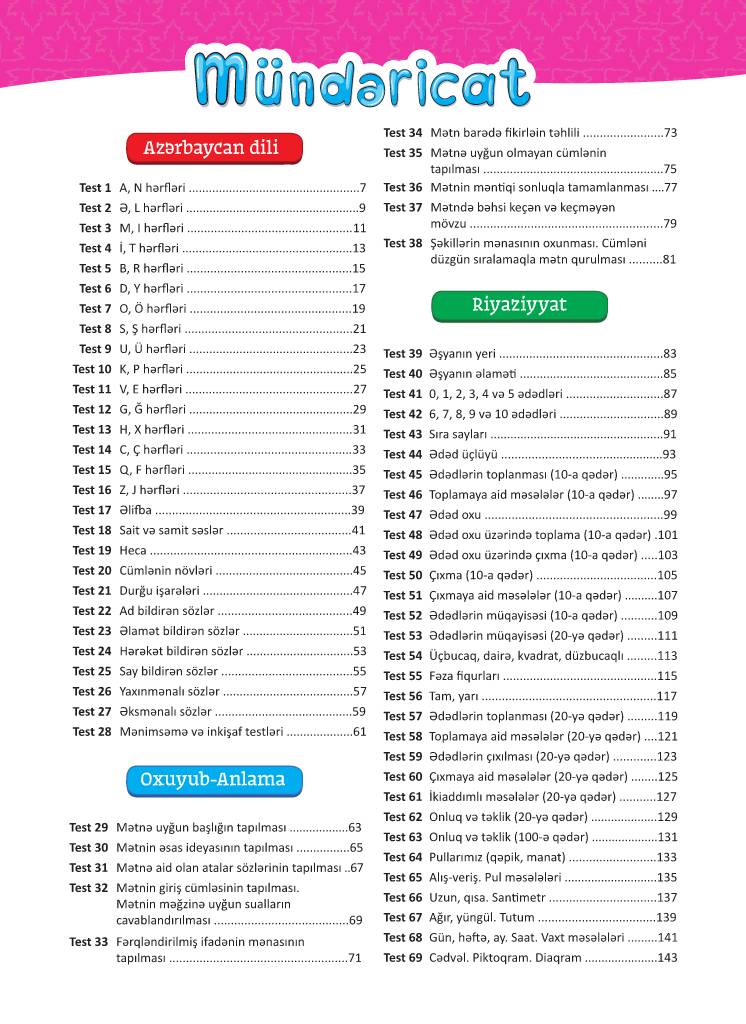 Mündəricat
Azərbaycan dili
Test 1 A, N hərfləri ....................................................7
Test 2 Ə, L hərfləri ....................................................9
Test 3 M, I hərfləri ..................................................11
Test 4 İ, T hərfləri ...................................................13
Test 5 B, R hərfləri ..................................................15
Test 6 D, Y hərfləri ..................................................17
Test 7 O, Ö hərfləri .................................................19
Test 8 S, Ş hərfləri ..................................................21
Test 9 U, Ü hərfləri .................................................23
Test 10 K, P hərfləri ..................................................25
Test 11 V, E hərfləri ..................................................27
Test 12 G, Ğ hərfləri .................................................29
Test 13 H, X hərfləri .................................................31
Test 14 C, Ç hərfləri .................................................33
Test 15 Q, F hərfləri .................................................35
Test 16 Z, J hərfləri ..................................................37
Test 17 Əlifba ...........................................................39
Test 18 Sait və samit səslər ......................................41
Test 19 Heca .............................................................43
Test 20 Cümlənin növləri .........................................45
Test 21 Durğu işarələri .............................................47
Test 22 Ad bildirən sözlər ........................................49
Test 23 Əlamət bildirən sözlər .................................51
Test 24 Hərəkət bildirən sözlər ................................53
Test 25 Say bildirən sözlər .......................................55
Test 26 Yaxınmənalı sözlər .......................................57
Test 27 Əksmənalı sözlər .........................................59
Test 28 Mənimsəmə və inkişaf testləri ....................61
Oxuyub-Anlama
Test 29 Mətnə uyğun başlığın tapılması ..................63
Test 30 Mətnin əsas ideyasının tapılması ................65
Test 31 Mətnə aid olan atalar sözlərinin tapılması ..67
Test 32 Mətnin giriş cümləsinin tapılması.
Mətnin məğzinə uyğun sualların
cavablandırılması .........................................69
Test 33 Fərqləndirilmiş ifadənin mənasının
tapılması ......................................................71
Test 34 Mətn barədə fikirləin təhlili ........................73
Test 35 Mətnə uyğun olmayan cümlənin
tapılması ......................................................75
Test 36 Mətnin məntiqi sonluqla tamamlanması ....77
Test 37 Mətndə bəhsi keçən və keçməyən
mövzu ..........................................................79
Test 38 Şəkillərin mənasının oxunması. Cümləni
düzgün sıralamaqla mətn qurulması ..........81
Riyaziyyat
Test 39 Əşyanın yeri .................................................83
Test 40 Əşyanın əlaməti ...........................................85
Test 41 0, 1, 2, 3, 4 və 5 ədədləri .............................87
Test 42 6, 7, 8, 9 və 10 ədədləri ...............................89
Test 43 Sıra sayları ....................................................91
Test 44 Ədəd üçlüyü .................................................93
Test 45 Ədədlərin toplanması (10-a qədər) .............95
Test 46 Toplamaya aid məsələlər (10-a qədər) ........97
Test 47 Ədəd oxu .....................................................99
Test 48 Ədəd oxu üzərində toplama (10-a qədər) .101
Test 49 Ədəd oxu üzərində çıxma (10-a qədər) .....103
Test 50 Çıxma (10-a qədər) ....................................105
Test 51 Çıxmaya aid məsələlər (10-a qədər) ..........107
Test 52 Ədədlərin müqayisəsi (10-a qədər) ...........109
Test 53 Ədədlərin müqayisəsi (20-yə qədər) .........111
Test 54 Üçbucaq, dairə, kvadrat, düzbucaqlı .........113
Test 55 Fəza fiqurları ..............................................115
Test 56 Tam, yarı ....................................................117
Test 57 Ədədlərin toplanması (20-yə qədər) .........119
Test 58 Toplamaya aid məsələlər (20-yə qədər) ....121
Test 59 Ədədlərin çıxılması (20-yə qədər) .............123
Test 60 Çıxmaya aid məsələlər (20-yə qədər) ........125
Test 61 İkiaddımlı məsələlər (20-yə qədər) ...........127
Test 62 Onluq və təklik (20-yə qədər) ....................129
Test 63 Onluq və təklik (100-ə qədər) ....................131
Test 64 Pullarımız (qəpik, manat) ..........................133
Test 65 Alış-veriş. Pul məsələləri ............................135
Test 66 Uzun, qısa. Santimetr .................................137
Test 67 Ağır, yüngül. Tutum ...................................139
Test 68 Gün, həftə, ay. Saat. Vaxt məsələləri .........141
Test 69 Cədvəl. Piktoqram. Diaqram ......................143